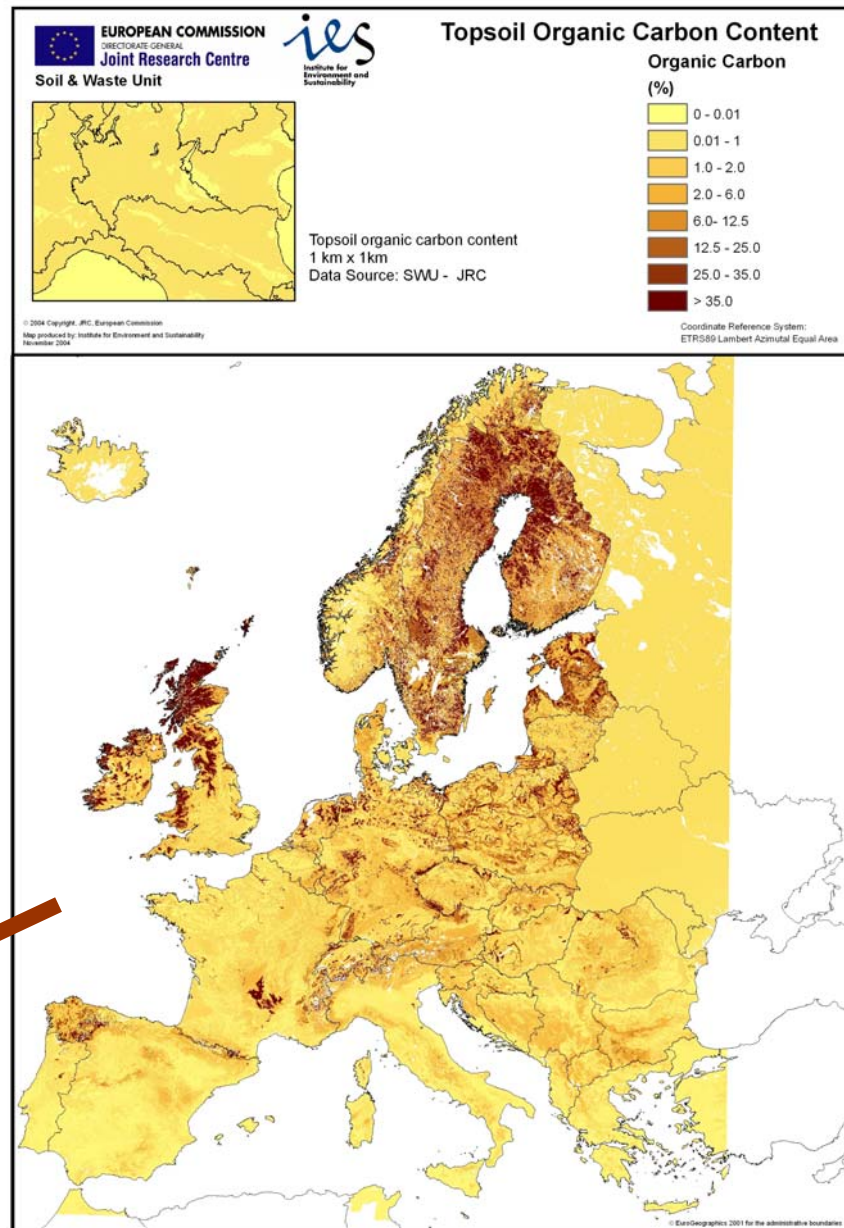 EUROPEAN COMMISSION
DIRECTORATE-GENERAL
Joint Research Centre
Soil & Waste Unit
ies
Institute for
Environment and
Sustainability
Topsoil Organic Carbon Content
Organic Carbon
(%)
0 - 0.01
0.01 - 1
1.0 - 2.0
2.0 - 6.0
6.0- 12.5
12.5 - 25.0
25.0 - 35.0
> 35.0
Topsoil organic carbon content
1 km x 1km
Data Source: SWU - JRC
© 2004 Copyright, JRC, European Commission
Map produced by: Institute for Environment and Sustainability
November 2004
Coordinate Reference System:
ETRS89 Lambert Azimutal Equal Area
© EuroGeographics 2001 for the administrative boundaries